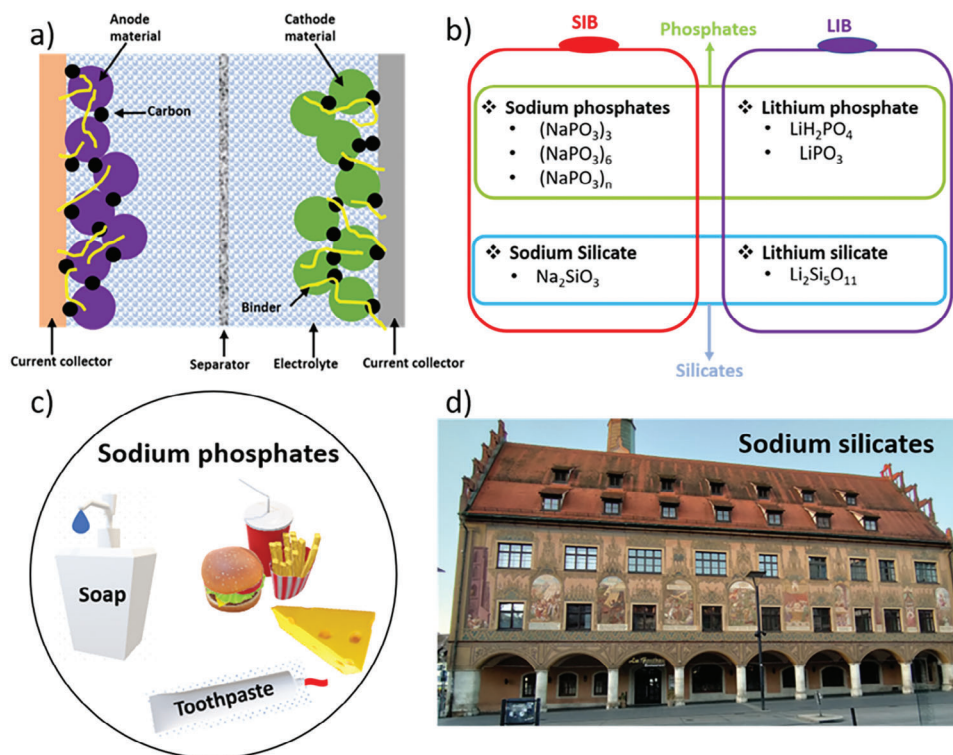 a)
Anode
material
Cathode
material
Carbon
Binder
Current collector
Separator
Electrolyte
Current collector
b)
SIB
Phosphates
LIB
❖ Sodium phosphates
• (NaPO₃)₃
• (NaPO₃)₆
• (NaPO₃)ₙ
❖ Lithium phosphate
• LiH₂PO₄
• LiPO₃
❖ Sodium Silicate
• Na₂SiO₃
❖ Lithium silicate
• Li₂Si₅O₁₁
Silicates
c)
Sodium phosphates
Soap
Toothpaste
d)
Sodium silicates